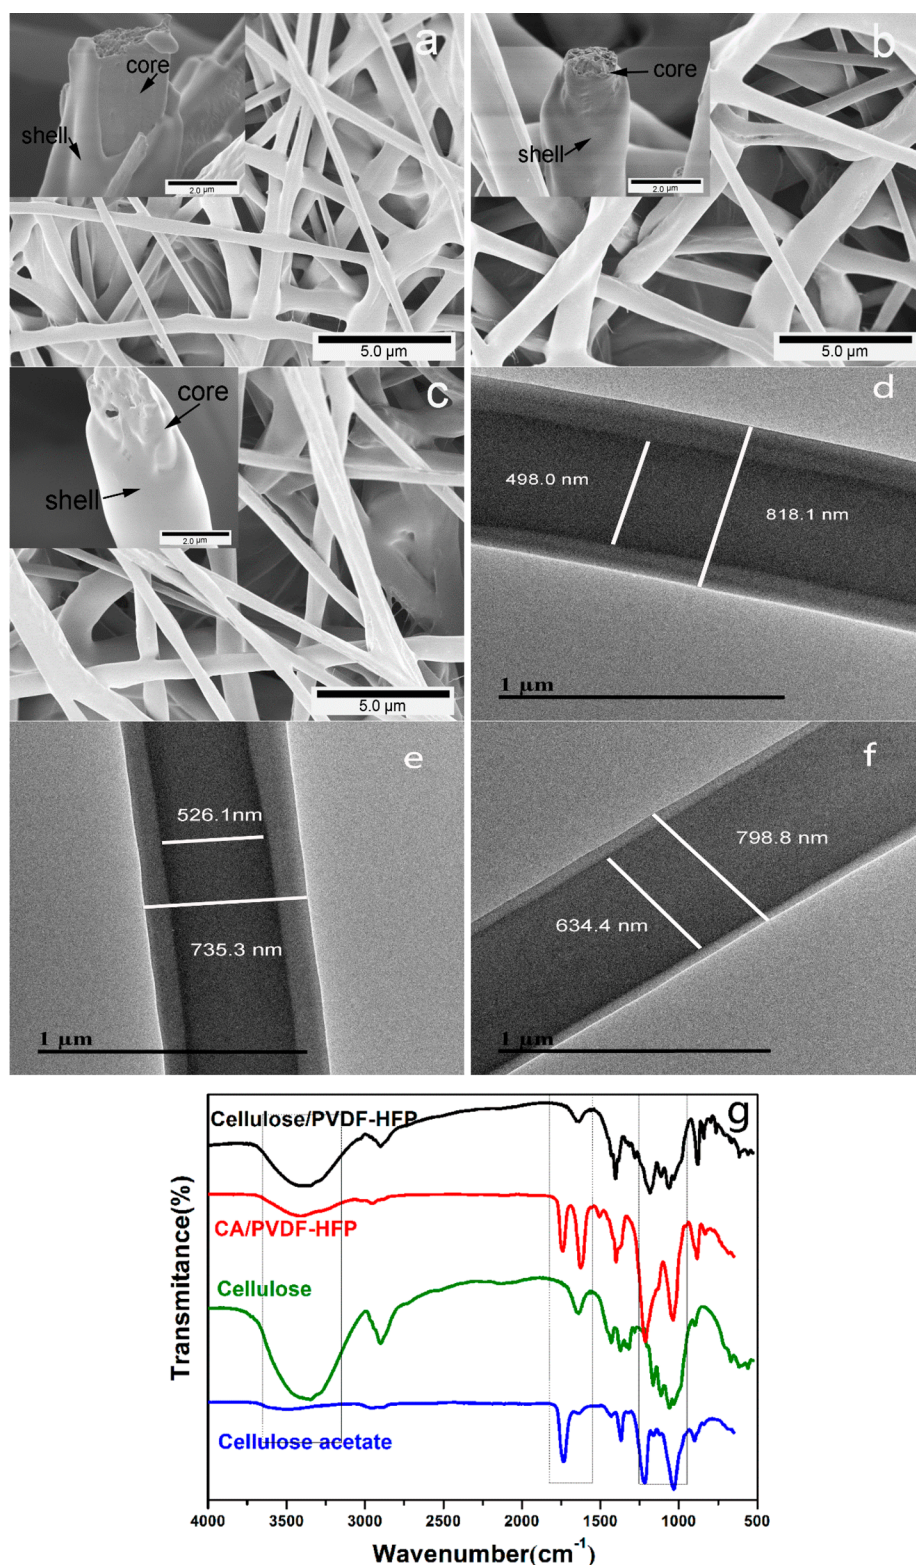 a
core
shell
2.0 μm
5.0 μm
b
core
shell
2.0 μm
5.0 μm
c
core
shell
2.0 μm
5.0 μm
d
498.0 nm
818.1 nm
1 μm
e
526.1nm
735.3 nm
1 μm
f
798.8 nm
634.4 nm
1 μm
g
Cellulose/PVDF-HFP
CA/PVDF-HFP
Cellulose
Cellulose acetate
Transmitance(%)
4000 3500 3000 2500 2000 1500 1000 500
Wavenumber(cm⁻¹)